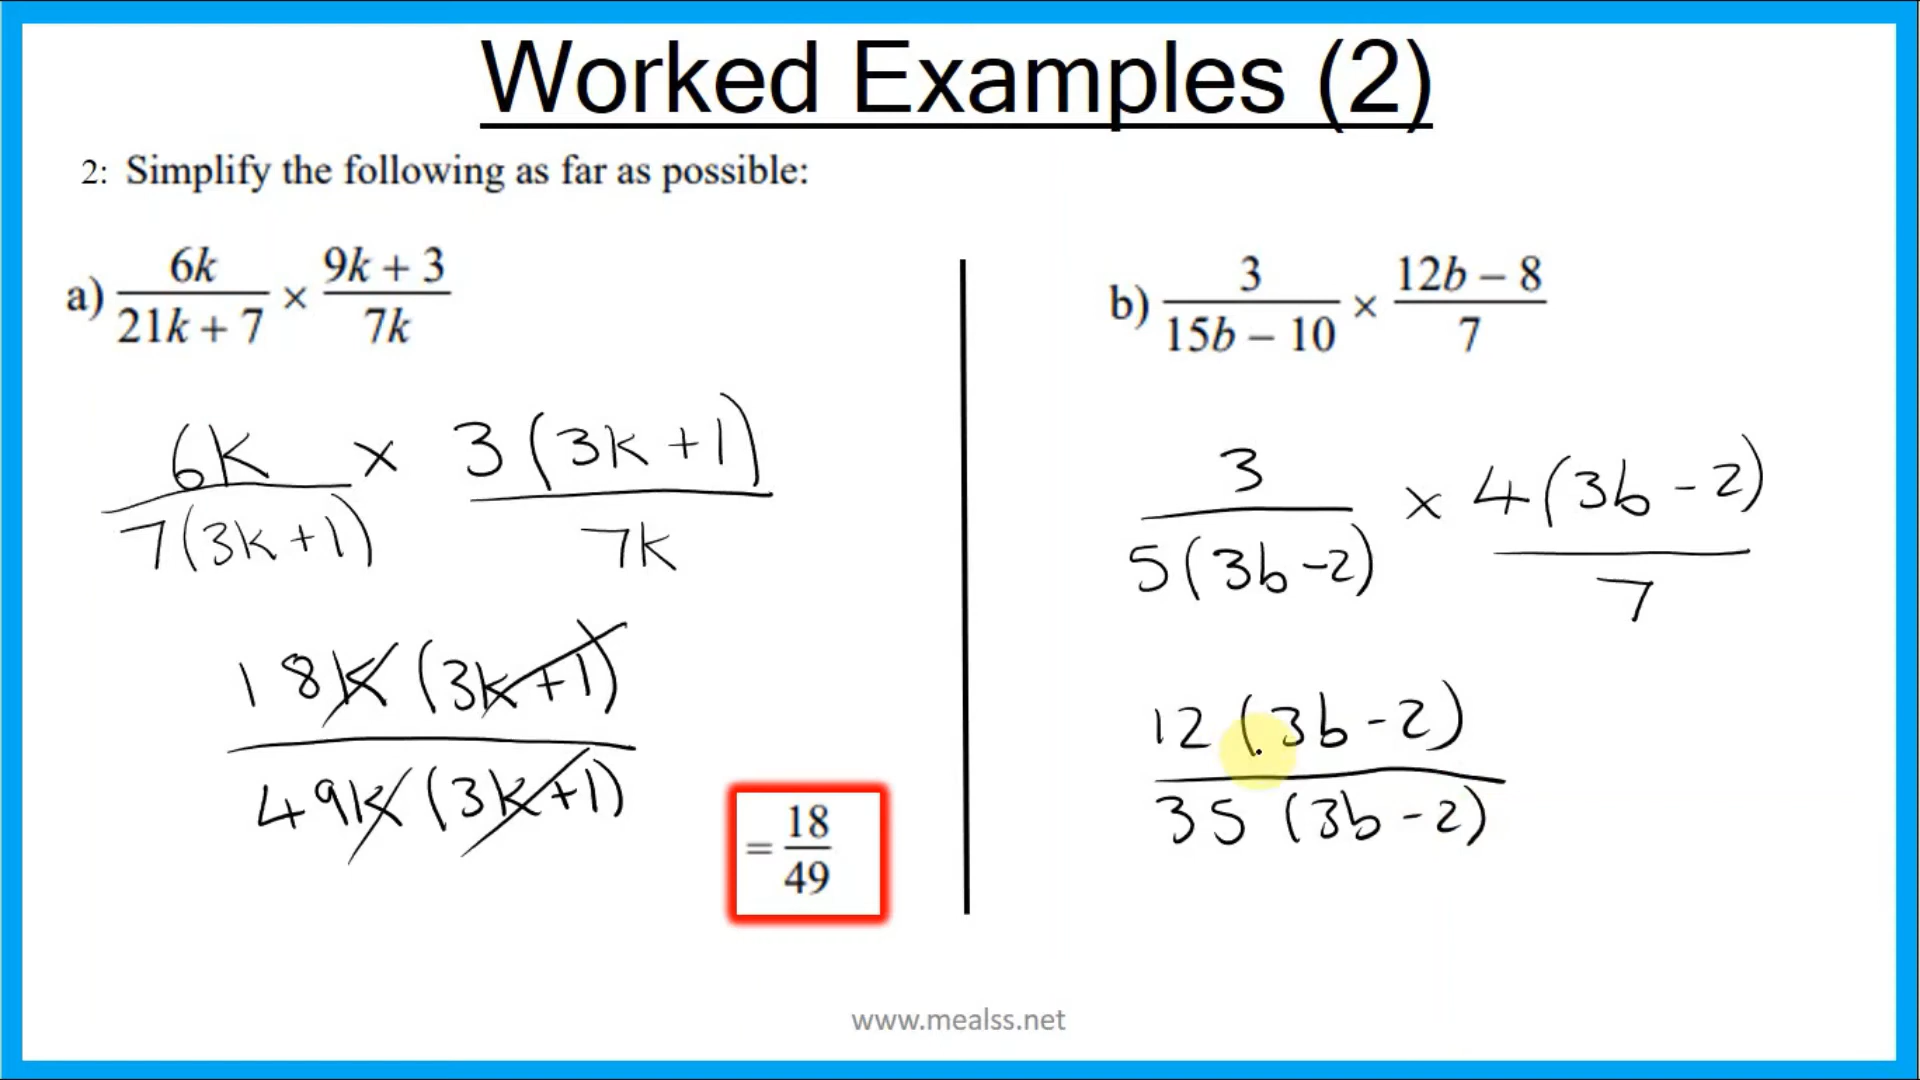 Worked Examples (2)
2: Simplify the following as far as possible:
a) 6k/(21k + 7) × (9k + 3)/7k
6k/7(3k+1) × 3(3k+1)/7k
18k(3k+1)/49k(3k+1)
= 18/49
b) 3/(15b – 10) × (12b – 8)/7
3/5(3b-2) × 4(3b-2)/7
12(3b-2)/35(3b-2)
www.mealss.net